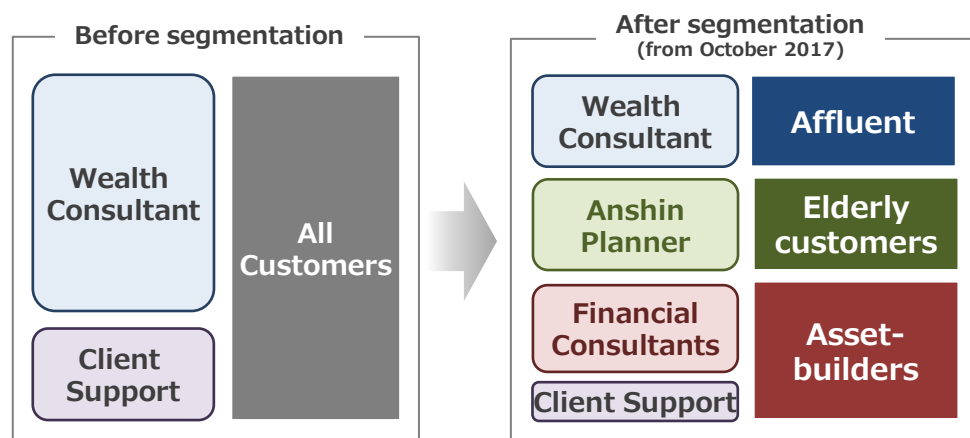 Before segmentation
Wealth
Consultant
Client
Support
All
Customers
After segmentation
(from October 2017)
Wealth
Consultant
Affluent
Anshin
Planner
Elderly
customers
Financial
Consultants
Client Support
Asset-
builders